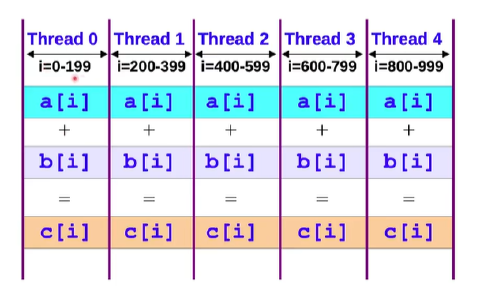 Thread 0 Thread 1 Thread 2 Thread 3 Thread 4
i=0-199 i=200-399 i=400-599 i=600-799 i=800-999
a[i] a[i] a[i] a[i] a[i]
+ + + + +
b[i] b[i] b[i] b[i] b[i]
= = = = =
c[i] c[i] c[i] c[i] c[i]